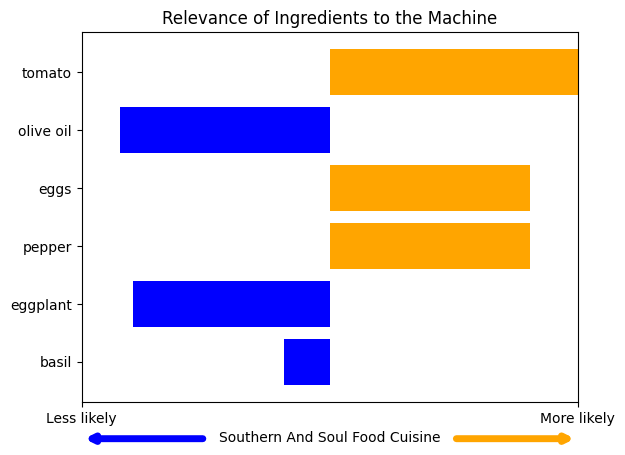 Relevance of Ingredients to the Machine
tomato
olive oil
eggs
pepper
eggplant
basil
Less likely
More likely
Southern And Soul Food Cuisine